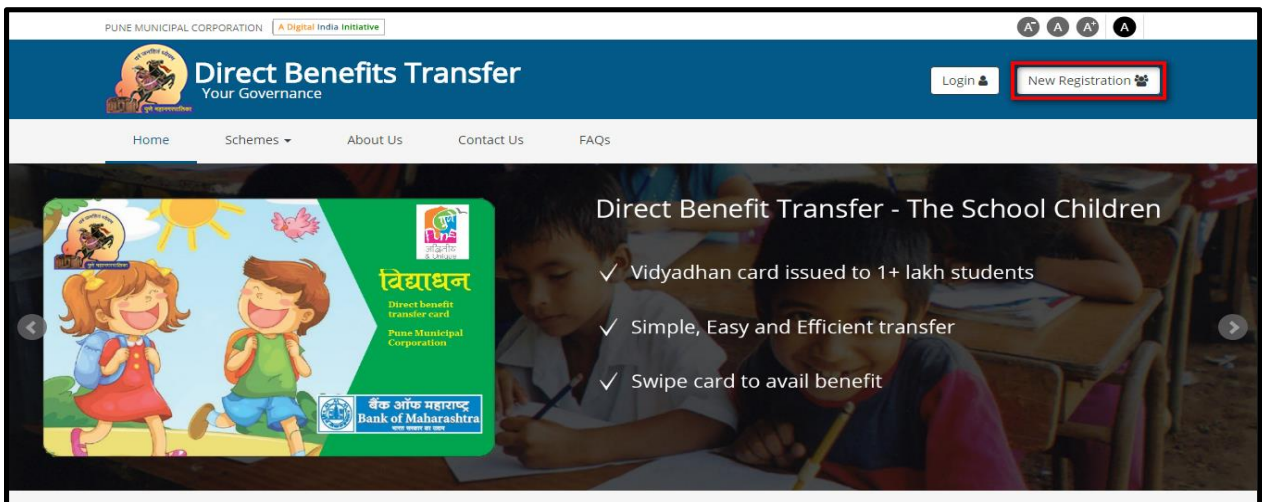 PUNE MUNICIPAL CORPORATION A Digital India Initiative
A- A A+ A
Direct Benefits Transfer
Your Governance
Login New Registration
Home Schemes About Us Contact Us FAQs
Direct Benefit Transfer - The School Children
Vidyadhan card issued to 1+ lakh students
Simple, Easy and Efficient transfer
Swipe card to avail benefit
विद्याधन
Direct benefit
transfer card
Pune Municipal
Corporation
बैंक ऑफ महाराष्ट्र
Bank of Maharashtra